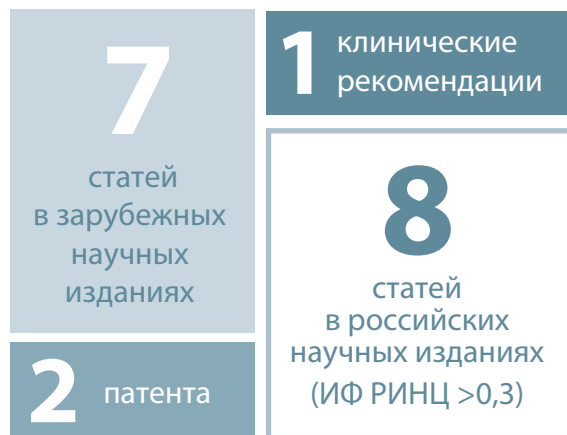 7
статей
в зарубежных
научных
изданиях
1
клинические
рекомендации
8
статей
в российских
научных изданиях
(ИФ РИНЦ >0,3)
2
патента